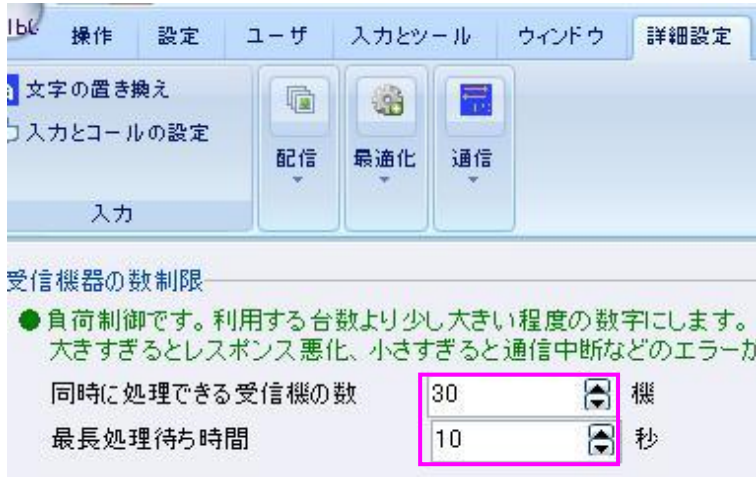 操作 設定 ユーザ 入力とツール ウィンドウ 詳細設定
文字の置き換え
入力とコールの設定
配信 最適化 通信
入力
受信機器の数制限
●負荷制御です。利用する台数より少し大きい程度の数字にします。
大きすぎるとレスポンス悪化、小さすぎると通信中断などのエラーが
同時に処理できる受信機の数 30 機
最長処理待ち時間 10 秒